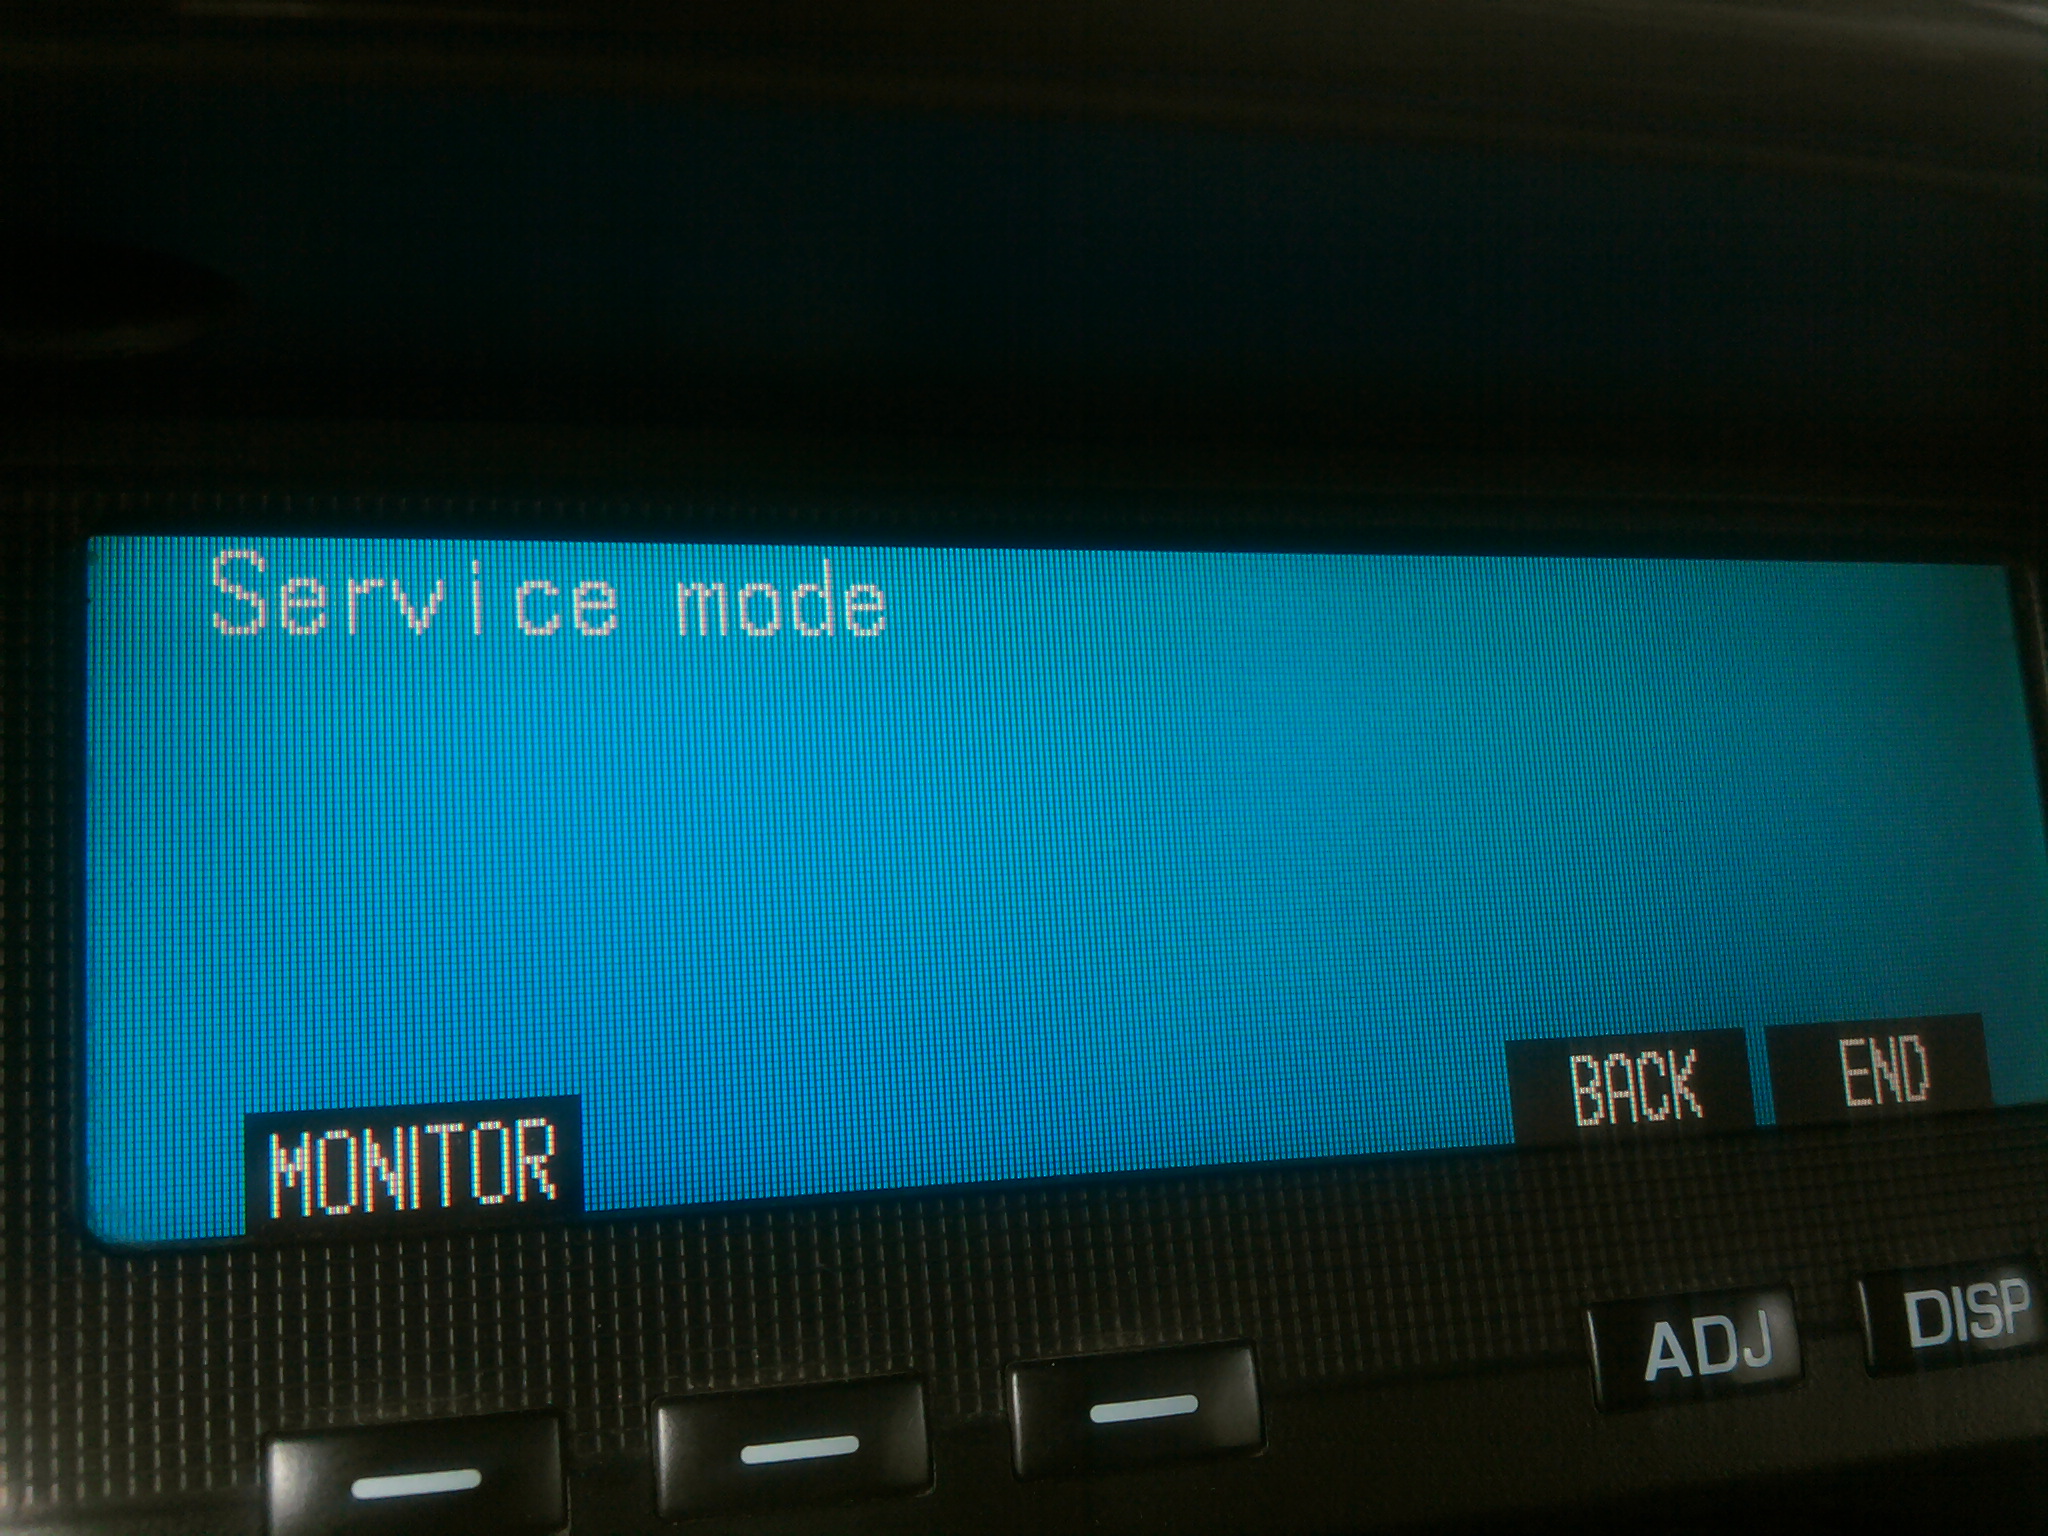 Service mode
MONITOR
BACK
END
ADJ
DISP